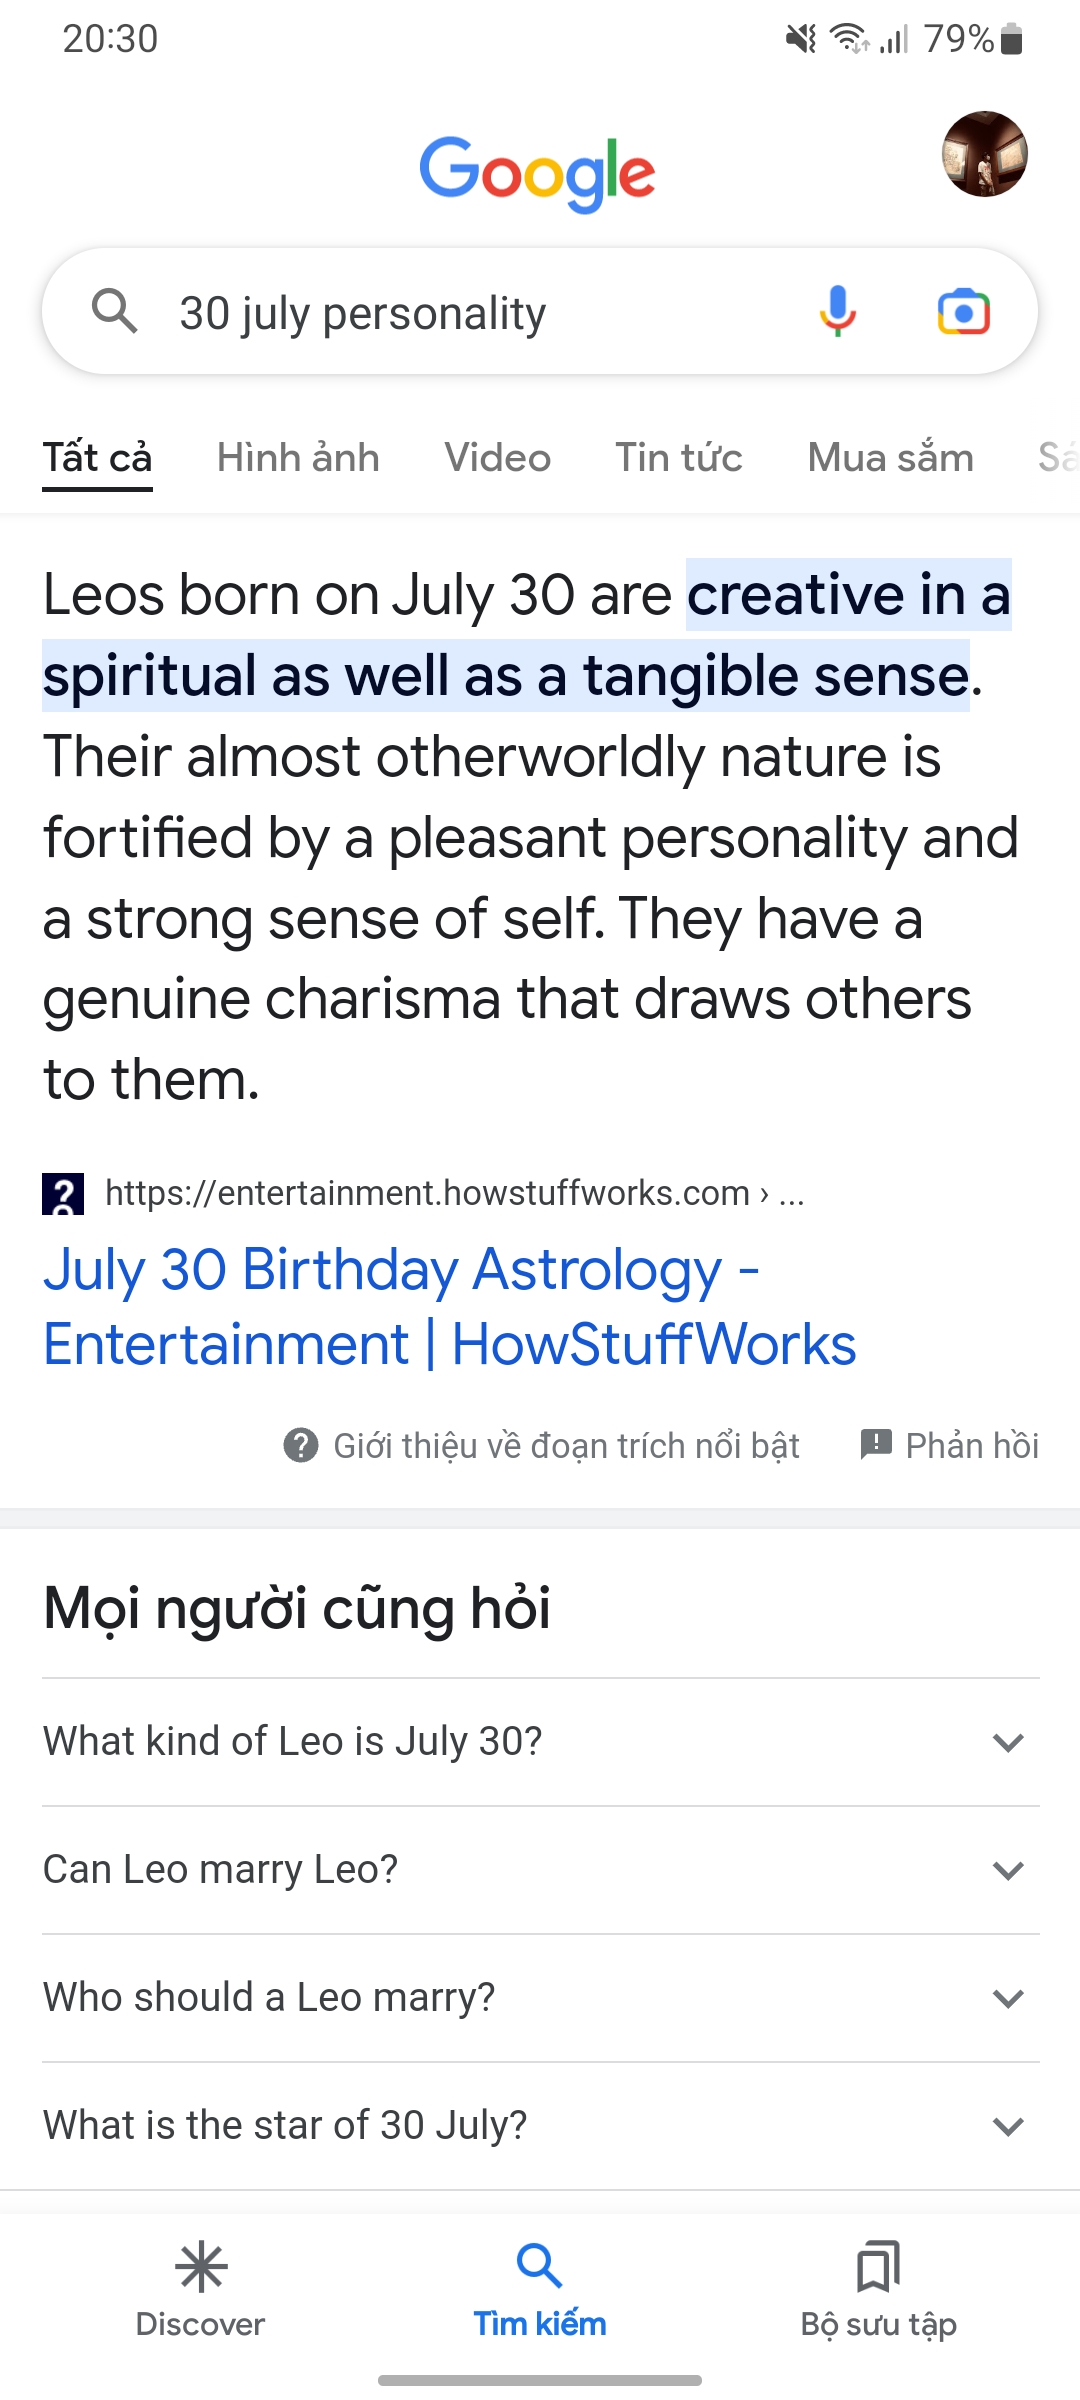 20:30
79%
Google
30 july personality
Tất cả Hình ảnh Video Tin tức Mua sắm
Leos born on July 30 are creative in a
spiritual as well as a tangible sense.
Their almost otherworldly nature is
fortified by a pleasant personality and
a strong sense of self. They have a
genuine charisma that draws others
to them.
https://entertainment.howstuffworks.com › ...
July 30 Birthday Astrology -
Entertainment | HowStuffWorks
Giới thiệu về đoạn trích nổi bật Phản hồi
Mọi người cũng hỏi
What kind of Leo is July 30?
Can Leo marry Leo?
Who should a Leo marry?
What is the star of 30 July?
Discover Tìm kiếm Bộ sưu tập